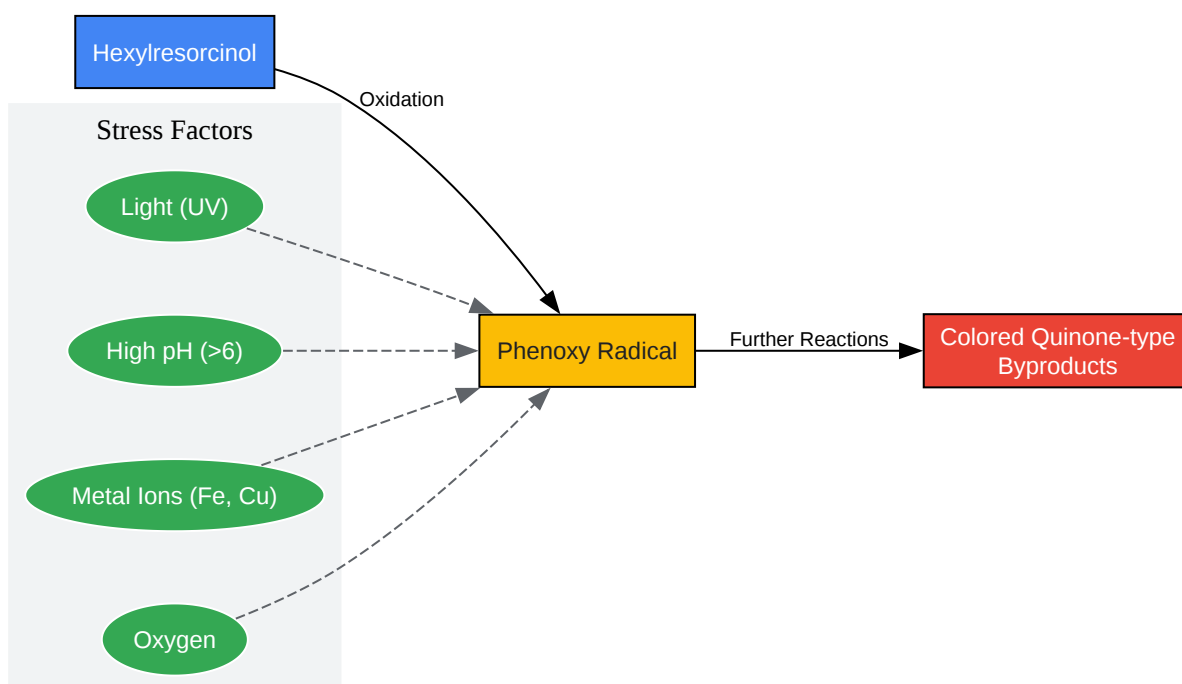 Hexylresorcinol
Oxidation
Stress Factors
Light (UV)
High pH (>6)
Phenoxy Radical
Further Reactions
Colored Quinone-type
Byproducts
Metal Ions (Fe, Cu)
Oxygen